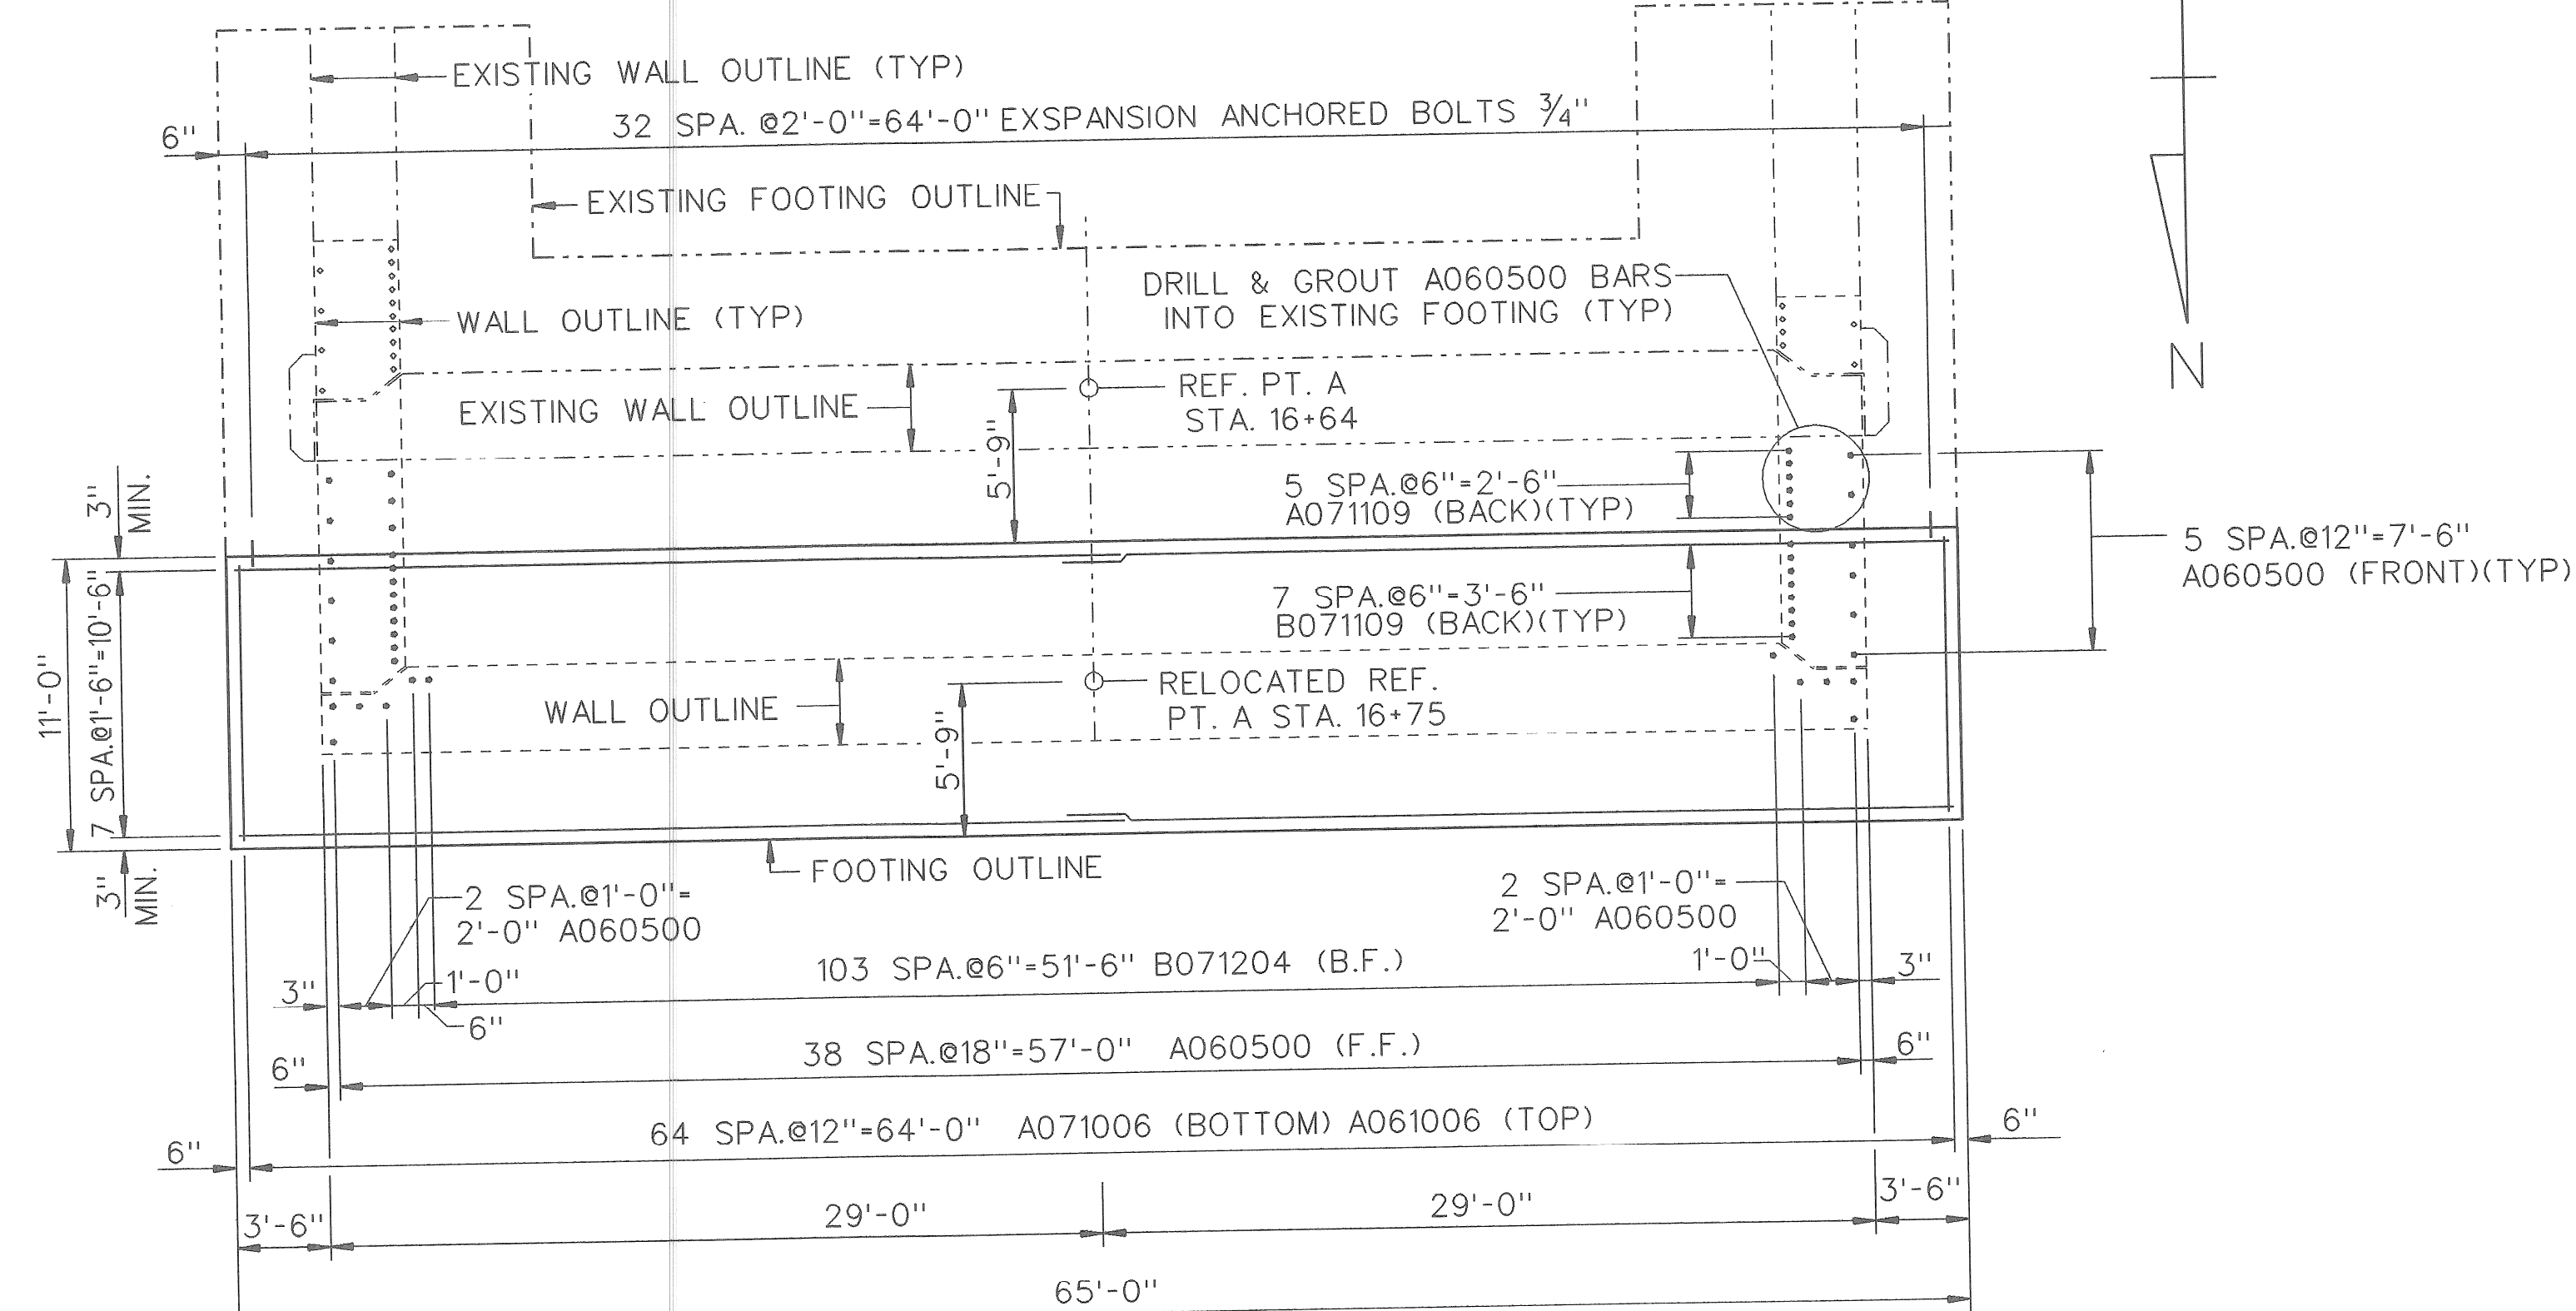 EXISTING WALL OUTLINE (TYP)
6"
32 SPA. @2'-0"=64'-0" EXSPANSION ANCHORED BOLTS 3/4"
EXISTING FOOTING OUTLINE
DRILL & GROUT A060500 BARS
INTO EXISTING FOOTING (TYP)
WALL OUTLINE (TYP)
N
EXISTING WALL OUTLINE
REF. PT. A
STA. 16+64
5'-9"
3"
MIN.
5 SPA.@6"=2'-6"
A071109 (BACK)(TYP)
5 SPA.@12"=7'-6"
A060500 (FRONT)(TYP)
7 SPA.@6"=3'-6"
B071109 (BACK)(TYP)
11'-0"
7 SPA.@1'-6"=10'-6"
WALL OUTLINE
RELOCATED REF.
PT. A STA. 16+75
5'-9"
FOOTING OUTLINE
3"
MIN.
2 SPA.@1'-0"=
2'-0" A060500
2 SPA.@1'-0"=
2'-0" A060500
103 SPA.@6"=51'-6" B071204 (B.F.)
3"
1'-0"
6"
1'-0"
3"
38 SPA.@18"=57'-0" A060500 (F.F.)
6"
6"
64 SPA.@12"=64'-0" A071006 (BOTTOM) A061006 (TOP)
6"
6"
3'-6"
29'-0"
29'-0"
3'-6"
65'-0"